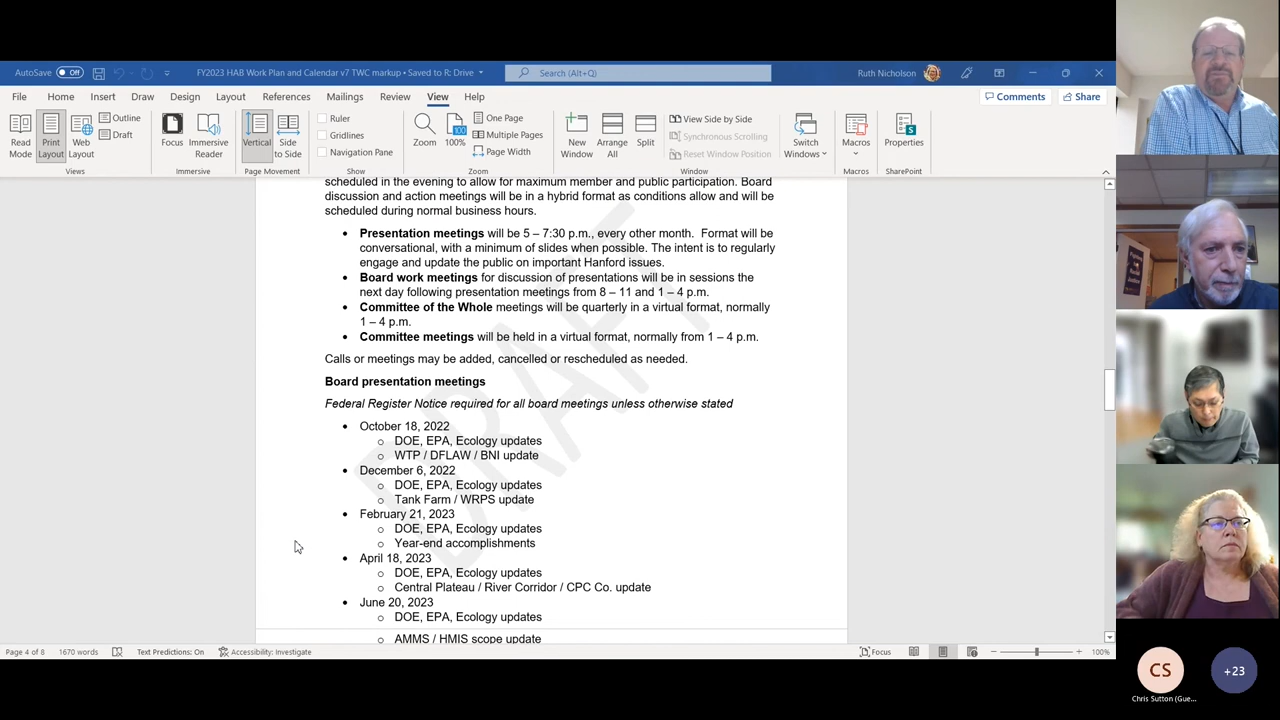 AutoSave Off
FY2023 HAB Work Plan and Calendar v7 TWC markup • Saved to R: Drive
Search (Alt+Q)
Ruth Nicholson
File Home Insert Draw Design Layout References Mailings Review View Help
Comments Share
Read Mode
Print Layout
Web Layout
Outline
Draft
Views
Focus
Immersive Reader
Immersive
Vertical
Side to Side
Page Movement
Ruler
Gridlines
Navigation Pane
Show
Zoom
100
100%
One Page
Multiple Pages
Page Width
Zoom
New Window
Arrange All
Split
View Side by Side
Synchronous Scrolling
Reset Window Position
Window
Switch Windows
Macros
Macros
Properties
SharePoint
scheduled in the evening to allow for maximum member and public participation. Board
discussion and action meetings will be in a hybrid format as conditions allow and will be
scheduled during normal business hours.
• Presentation meetings will be 5 – 7:30 p.m., every other month. Format will be
conversational, with a minimum of slides when possible. The intent is to regularly
engage and update the public on important Hanford issues.
• Board work meetings for discussion of presentations will be in sessions the
next day following presentation meetings from 8 – 11 and 1 – 4 p.m.
• Committee of the Whole meetings will be quarterly in a virtual format, normally
1 – 4 p.m.
• Committee meetings will be held in a virtual format, normally from 1 – 4 p.m.
Calls or meetings may be added, cancelled or rescheduled as needed.
Board presentation meetings
Federal Register Notice required for all board meetings unless otherwise stated
• October 18, 2022
o DOE, EPA, Ecology updates
o WTP / DFLAW / BNI update
• December 6, 2022
o DOE, EPA, Ecology updates
o Tank Farm / WRPS update
• February 21, 2023
o DOE, EPA, Ecology updates
o Year-end accomplishments
• April 18, 2023
o DOE, EPA, Ecology updates
o Central Plateau / River Corridor / CPC Co. update
• June 20, 2023
o DOE, EPA, Ecology updates
o AMMS / HMIS scope update
DRAFT
Page 4 of 8 1670 words Text Predictions: On Accessibility: Investigate
Focus
100%
CS
Chris Sutton (Gue...
+23